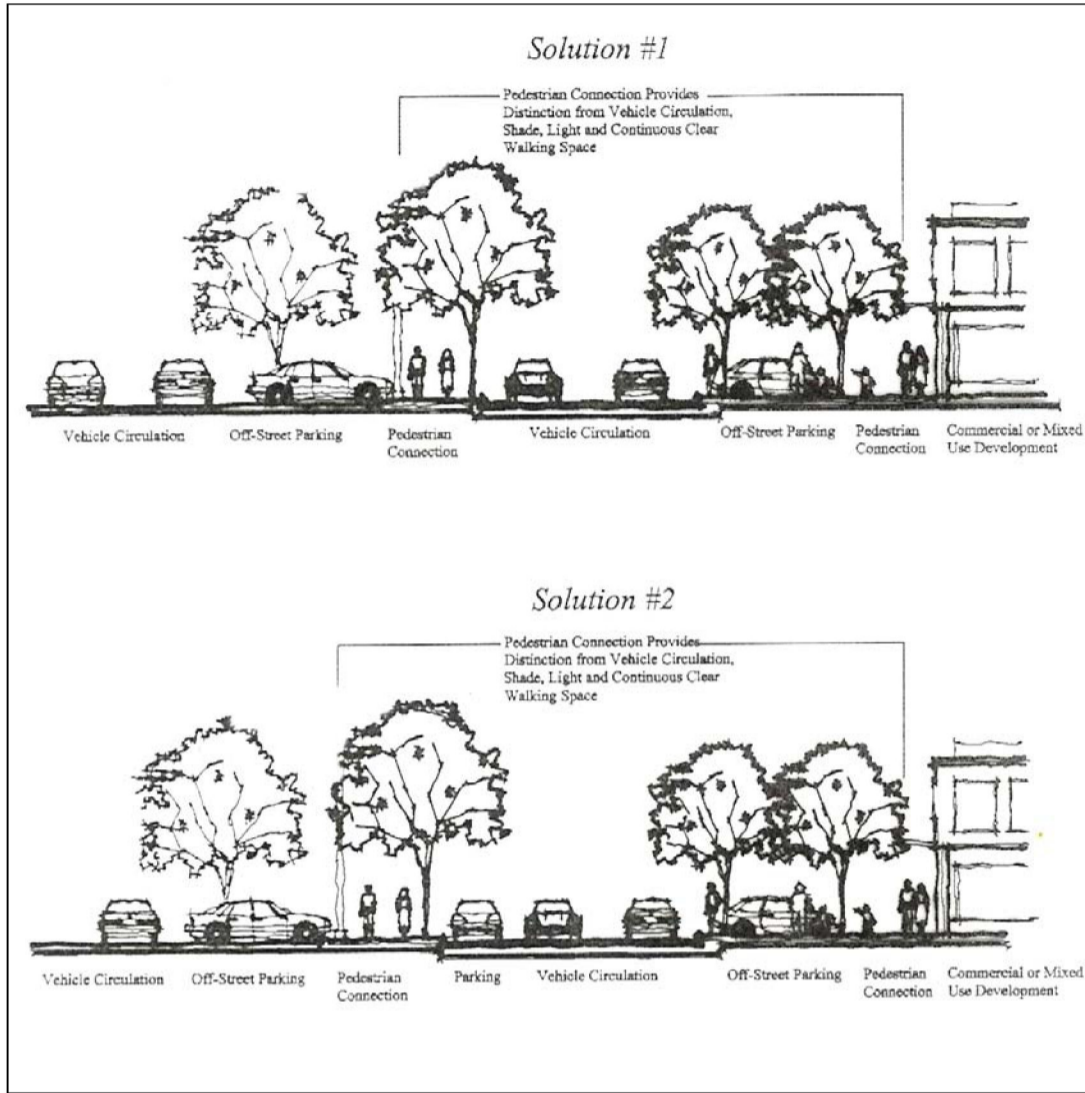 Solution #1
Pedestrian Connection Provides
Distinction from Vehicle Circulation,
Shade, Light and Continuous Clear
Walking Space
Vehicle Circulation
Off-Street Parking
Pedestrian
Connection
Vehicle Circulation
Off-Street Parking
Pedestrian
Connection
Commercial or Mixed
Use Development
Solution #2
Pedestrian Connection Provides
Distinction from Vehicle Circulation,
Shade, Light and Continuous Clear
Walking Space
Vehicle Circulation
Off-Street Parking
Pedestrian
Connection
Parking
Vehicle Circulation
Off-Street Parking
Pedestrian
Connection
Commercial or Mixed
Use Development